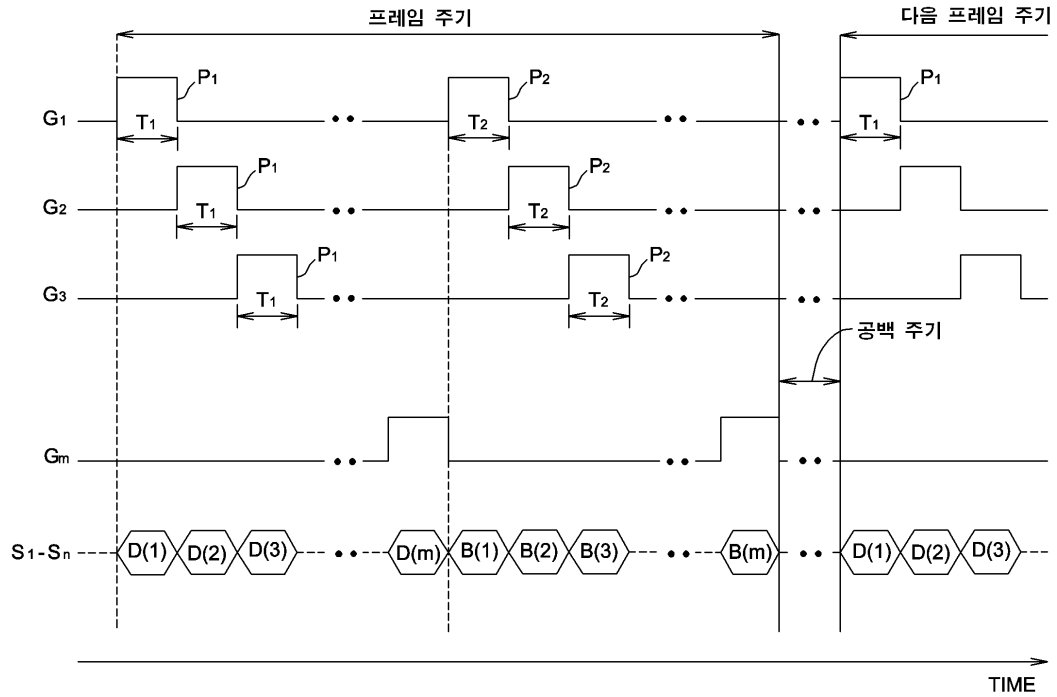 프레임 주기 다음 프레임 주기
P1 P2 P1
G1 T1 T2 T1
P1 P2
G2 T1 T2
P1 P2
G3 T1 T2
공백 주기
Gm
S1-Sn D(1) D(2) D(3) D(m) B(1) B(2) B(3) B(m) D(1) D(2) D(3)
TIME